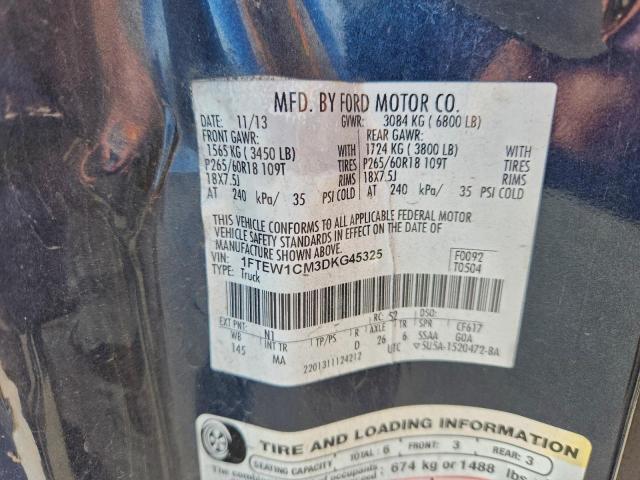 MFD. BY FORD MOTOR CO.
DATE: 11/13 GVWR: 3084 KG ( 6800 LB)
FRONT GAWR: REAR GAWR:
1565 KG ( 3450 LB) WITH 1724 KG ( 3800 LB) WITH
P265/60R18 109T TIRES P265/60R18 109T TIRES
18X7.5J RIMS 18X7.5J RIMS
AT 240 kPa/ 35 PSI COLD AT 240 kPa/ 35 PSI COLD
THIS VEHICLE CONFORMS TO ALL APPLICABLE FEDERAL MOTOR
VEHICLE SAFETY STANDARDS IN EFFECT ON THE DATE OF
MANUFACTURE SHOWN ABOVE.
VIN: 1FTEW1CM3DKG45325 F0092
TYPE: Truck T0504
EXT PNT: N1 RC: 52 DSO:
WB INT TR TP/PS R AXLE TR SPR CF617
145 MA D 26 6 SSAA GOA
2201311124212 UTC
TIRE AND LOADING INFORMATION
SEATING CAPACITY TOTAL: 6 FRONT: 3 REAR: 3
The combined occupants 674 kg or 1488 lbs